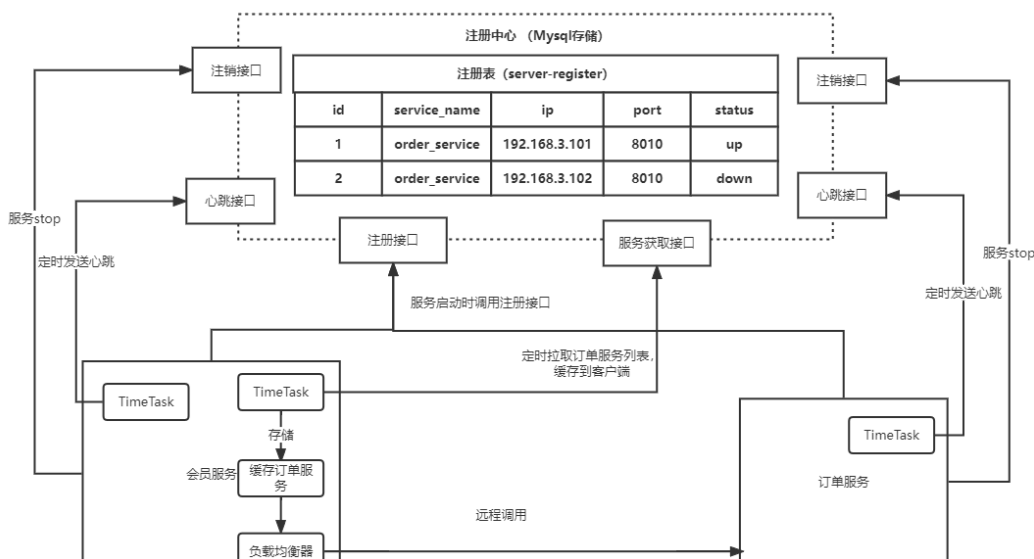 注册中心 （Mysql存储）
注销接口
注册表（server-register）
注销接口
id service_name ip port status
1 order_service 192.168.3.101 8010 up
2 order_service 192.168.3.102 8010 down
心跳接口
心跳接口
服务stop
注册接口
服务获取接口
服务stop
定时发送心跳
定时发送心跳
服务启动时调用注册接口
定时拉取订单服务列表，
缓存到客户端
TimeTask
TimeTask
TimeTask
存储
会员服务
缓存订单服
务
订单服务
远程调用
负载均衡器